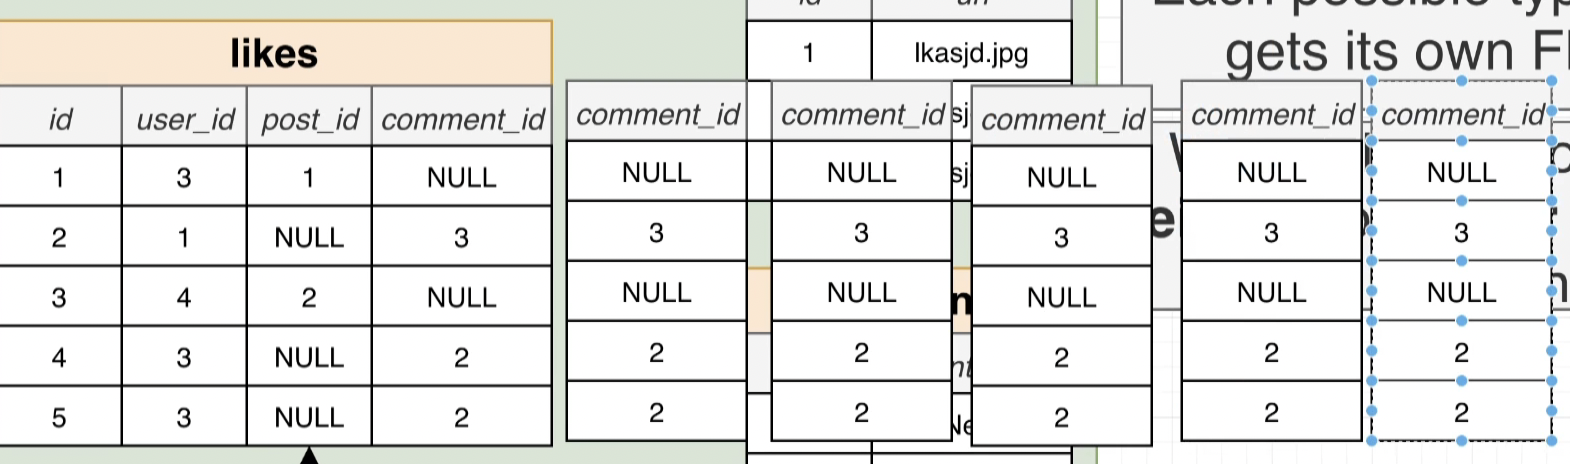 likes
id user_id post_id comment_id
1 3 1 NULL
2 1 NULL 3
3 4 2 NULL
4 3 NULL 2
5 3 NULL 2
1 lkasjd.jpg
gets its own
comment_id
NULL
3
NULL
2
2
comment_id
NULL
3
NULL
2
2
comment_id
NULL
3
NULL
2
2
comment_id
NULL
3
NULL
2
2
comment_id
NULL
3
NULL
2
2